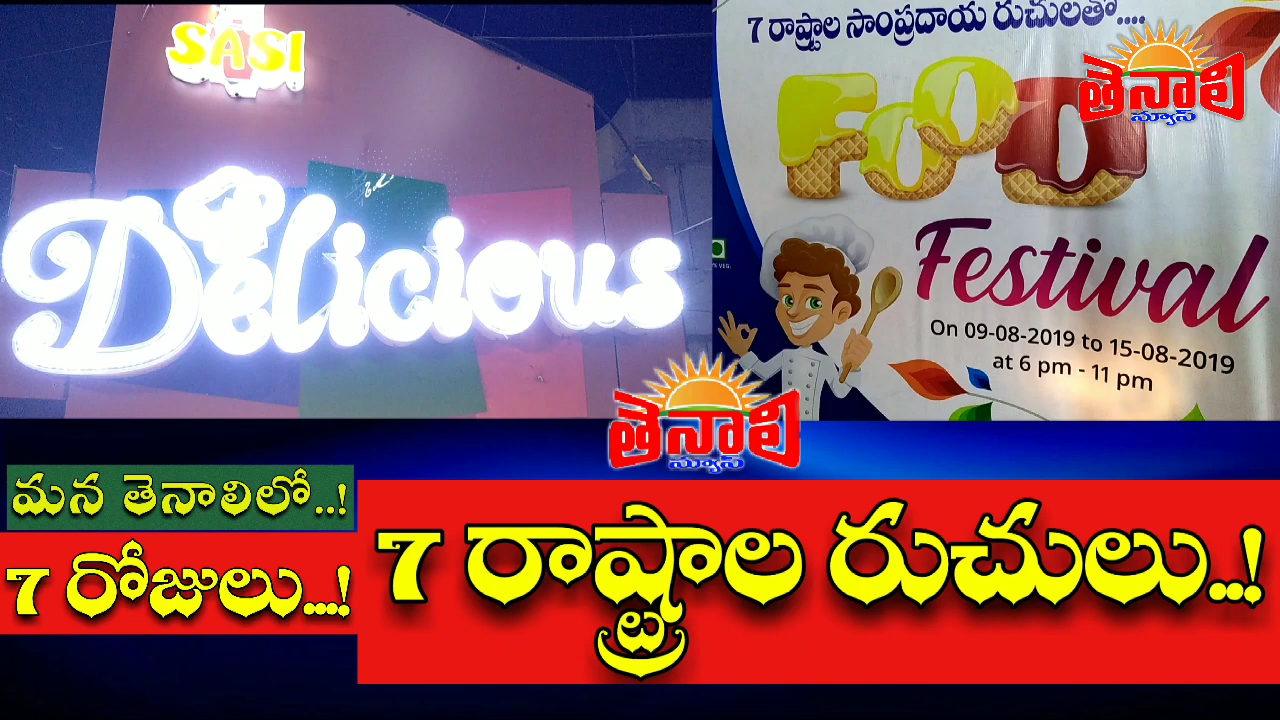 SASI
Delicious
7 రాష్ట్రాల సాంప్రదాయ రుచులతో....
FOOD
Festival
On 09-08-2019 to 15-08-2019
at 6 pm - 11 pm
తెనాలి
న్యూస్
తెనాలి
న్యూస్
మన తెనాలిలో..!
7 రోజులు...!
7 రాష్ట్రాల రుచులు..!